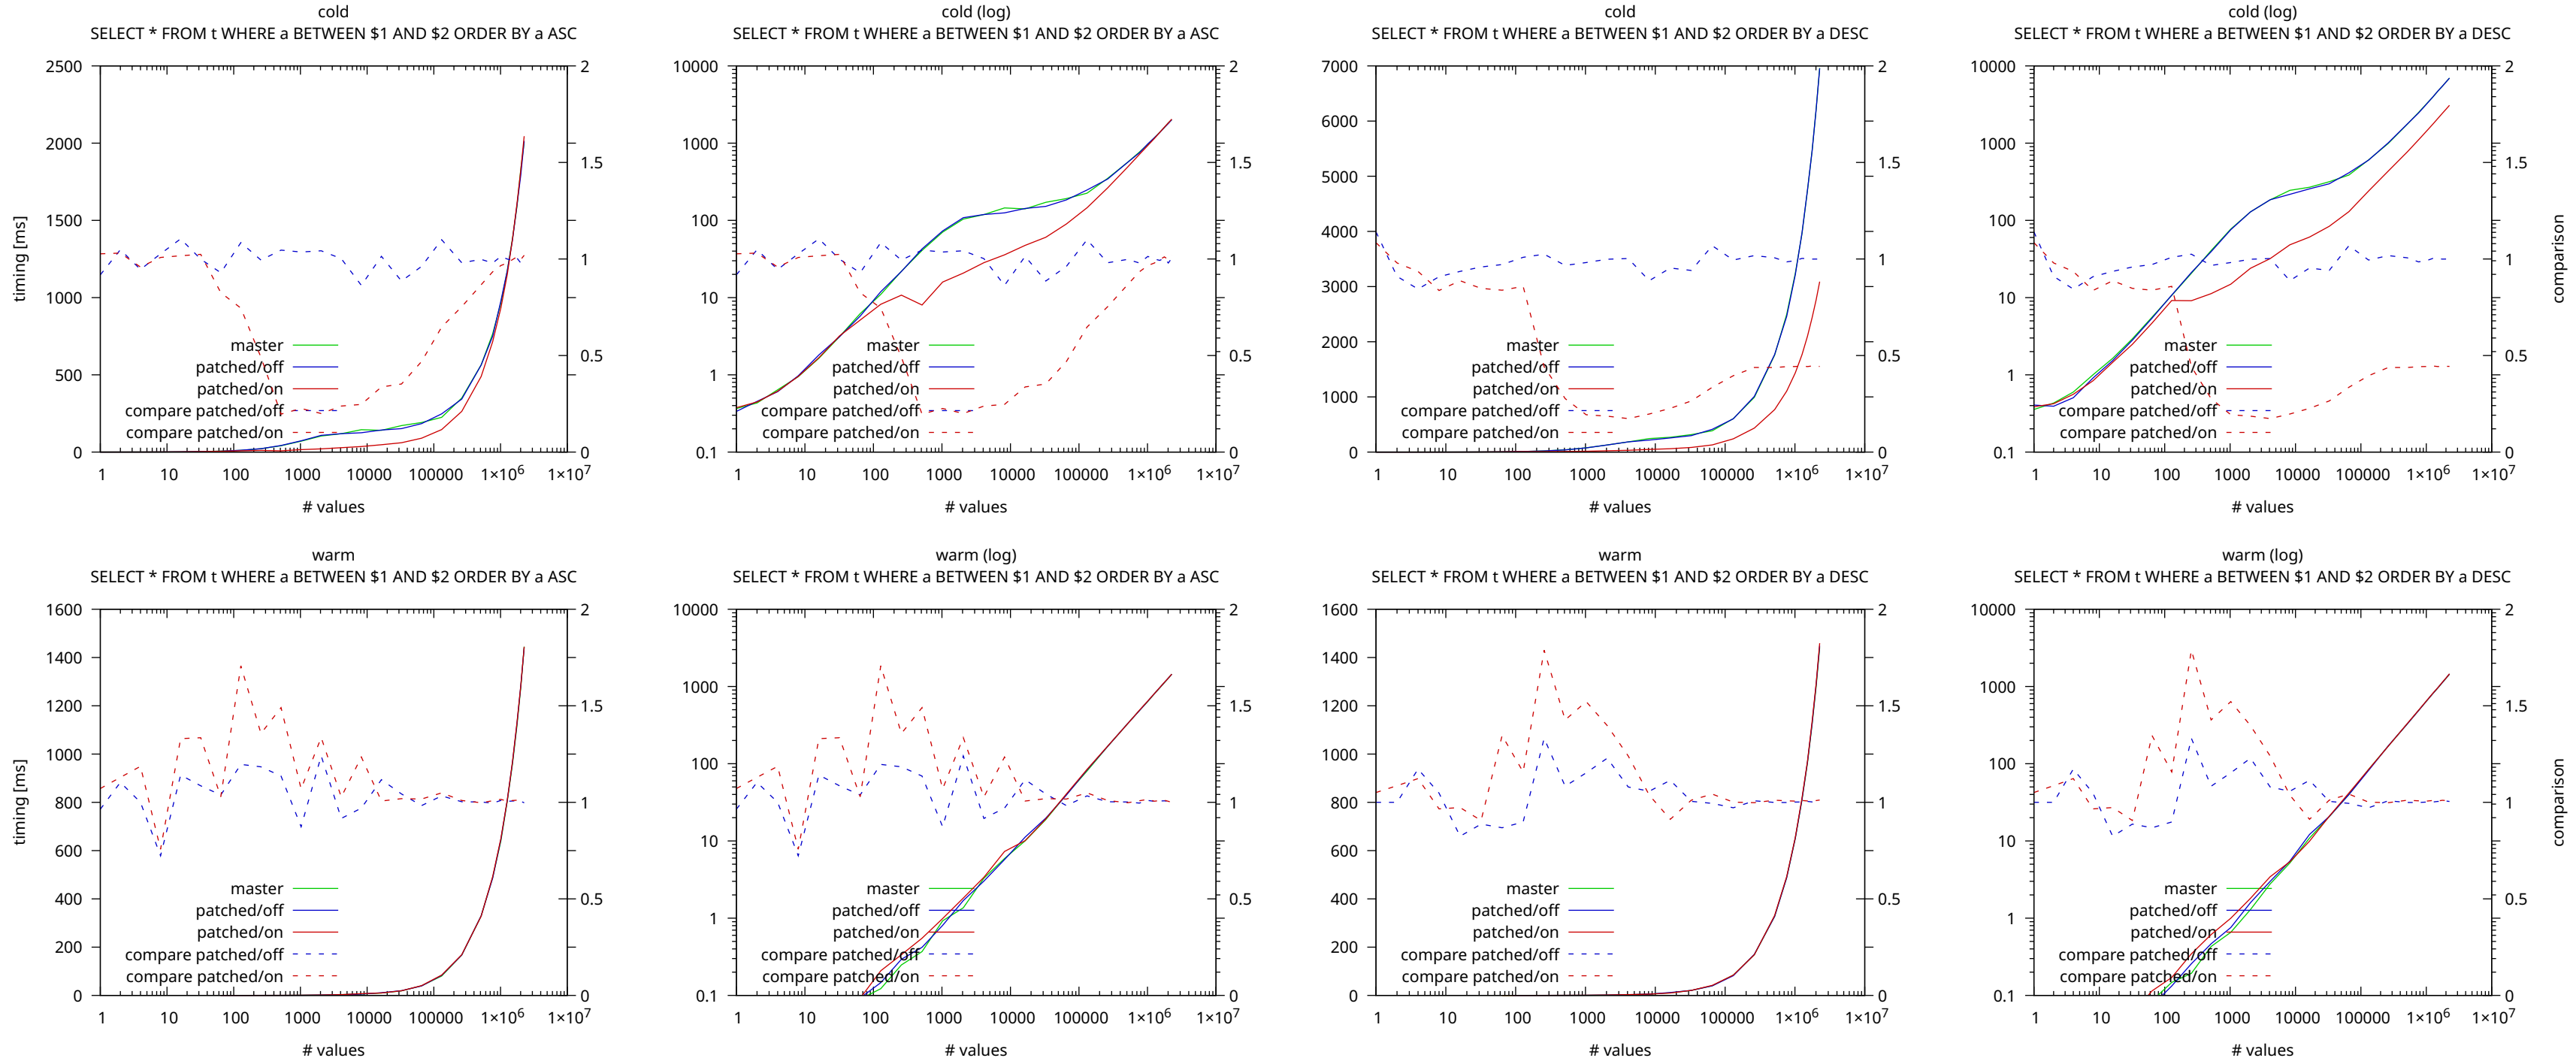 cold
SELECT * FROM t WHERE a BETWEEN $1 AND $2 ORDER BY a ASC
2500
2000
1500
1000
500
0
timing [ms]
2
1.5
1
0.5
0
master
patched/off
patched/on
compare patched/off
compare patched/on
1 10 100 1000 10000 100000 1×10⁶ 1×10⁷
# values
cold (log)
SELECT * FROM t WHERE a BETWEEN $1 AND $2 ORDER BY a ASC
10000
1000
100
10
1
0.1
2
1.5
1
0.5
0
master
patched/off
patched/on
compare patched/off
compare patched/on
1 10 100 1000 10000 100000 1×10⁶ 1×10⁷
# values
cold
SELECT * FROM t WHERE a BETWEEN $1 AND $2 ORDER BY a DESC
7000
6000
5000
4000
3000
2000
1000
0
2
1.5
1
0.5
0
master
patched/off
patched/on
compare patched/off
compare patched/on
1 10 100 1000 10000 100000 1×10⁶ 1×10⁷
# values
cold (log)
SELECT * FROM t WHERE a BETWEEN $1 AND $2 ORDER BY a DESC
10000
1000
100
10
1
0.1
2
1.5
1
0.5
0
comparison
master
patched/off
patched/on
compare patched/off
compare patched/on
1 10 100 1000 10000 100000 1×10⁶ 1×10⁷
# values
warm
SELECT * FROM t WHERE a BETWEEN $1 AND $2 ORDER BY a ASC
1600
1400
1200
1000
800
600
400
200
0
timing [ms]
2
1.5
1
0.5
0
master
patched/off
patched/on
compare patched/off
compare patched/on
1 10 100 1000 10000 100000 1×10⁶ 1×10⁷
# values
warm (log)
SELECT * FROM t WHERE a BETWEEN $1 AND $2 ORDER BY a ASC
10000
1000
100
10
1
0.1
2
1.5
1
0.5
0
master
patched/off
patched/on
compare patched/off
compare patched/on
1 10 100 1000 10000 100000 1×10⁶ 1×10⁷
# values
warm
SELECT * FROM t WHERE a BETWEEN $1 AND $2 ORDER BY a DESC
1600
1400
1200
1000
800
600
400
200
0
2
1.5
1
0.5
0
master
patched/off
patched/on
compare patched/off
compare patched/on
1 10 100 1000 10000 100000 1×10⁶ 1×10⁷
# values
warm (log)
SELECT * FROM t WHERE a BETWEEN $1 AND $2 ORDER BY a DESC
10000
1000
100
10
1
0.1
2
1.5
1
0.5
0
comparison
master
patched/off
patched/on
compare patched/off
compare patched/on
1 10 100 1000 10000 100000 1×10⁶ 1×10⁷
# values